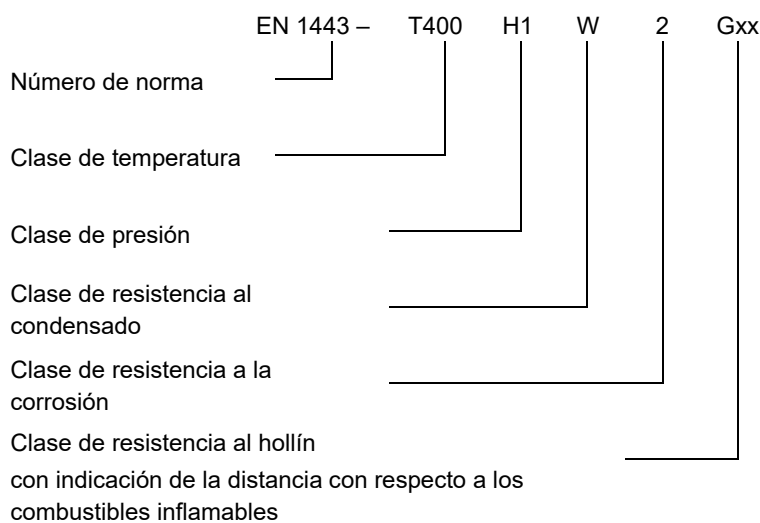 EN 1443 – T400 H1 W 2 Gxx
Número de norma
Clase de temperatura
Clase de presión
Clase de resistencia al
condensado
Clase de resistencia a la
corrosión
Clase de resistencia al hollín
con indicación de la distancia con respecto a los
combustibles inflamables